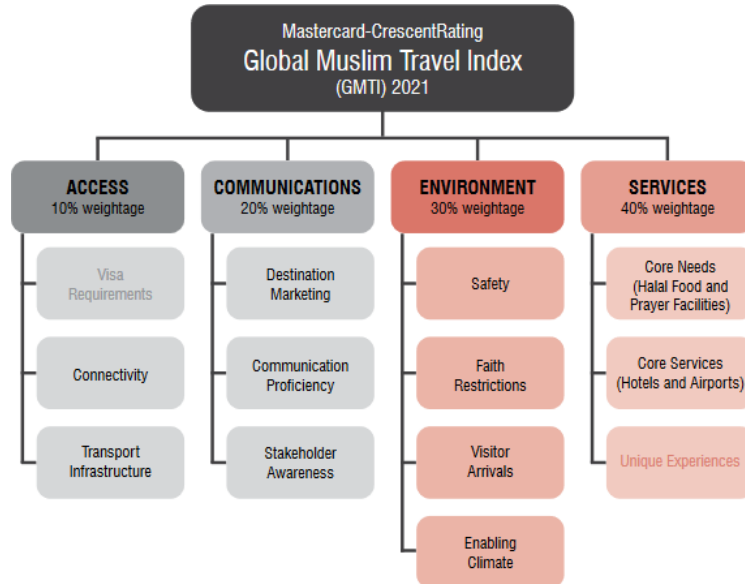 Mastercard-CrescentRating
Global Muslim Travel Index
(GMTI) 2021
ACCESS
10% weightage
Visa
Requirements
Connectivity
Transport
Infrastructure
COMMUNICATIONS
20% weightage
Destination
Marketing
Communication
Proficiency
Stakeholder
Awareness
ENVIRONMENT
30% weightage
Safety
Faith
Restrictions
Visitor
Arrivals
Enabling
Climate
SERVICES
40% weightage
Core Needs
(Halal Food and
Prayer Facilities)
Core Services
(Hotels and Airports)
Unique Experiences